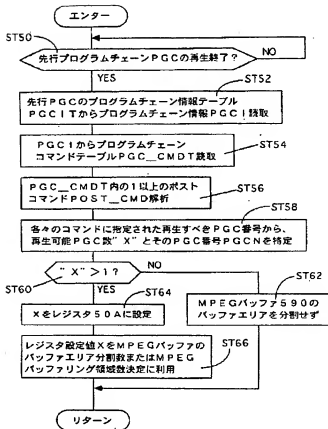 エンター
ST50
先行プログラムチェーンPGCの再生終了?
NO
YES
ST52
先行PGCのプログラムチェーン情報テーブル
PGCITからプログラムチェーン情報PGCI読取
ST54
PGCIからプログラムチェーン
コマンドテーブルPGC_CMDT読取
ST56
PGC_CMDT内の1以上のポスト
コマンドPOST_CMD解析
ST58
各々のコマンドに指定された再生すべきPGC番号から、
再生可能PGC数"X"とそのPGC番号PGCNを特定
"X">1?
NO
ST60
YES
ST62
ST64
Xをレジスタ50Aに設定
MPEGバッファ590の
バッファエリアを分割せず
レジスタ設定値XをMPEGバッファの
バッファエリア分割数またはMPEG
バッファリング領域数決定に利用
ST66
リターン